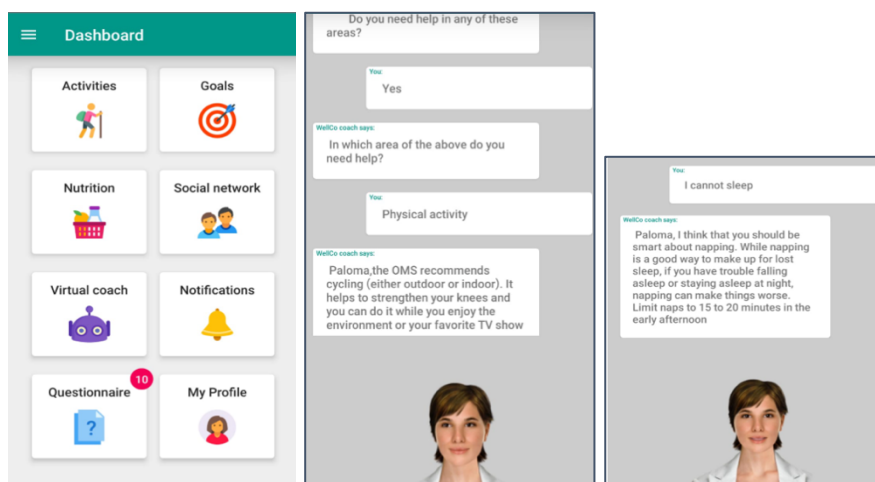 Dashboard
Activities
Goals
Nutrition
Social network
Virtual coach
Notifications
10
Questionnaire
?
My Profile
Do you need help in any of these
areas?
You:
Yes
WellCo coach says:
In which area of the above do you
need help?
You:
Physical activity
WellCo coach says:
Paloma,the OMS recommends
cycling (either outdoor or indoor). It
helps to strengthen your knees and
you can do it while you enjoy the
environment or your favorite TV show
You:
I cannot sleep
WellCo coach says:
Paloma, I think that you should be
smart about napping. While napping
is a good way to make up for lost
sleep, if you have trouble falling
asleep or staying asleep at night,
napping can make things worse.
Limit naps to 15 to 20 minutes in the
early afternoon